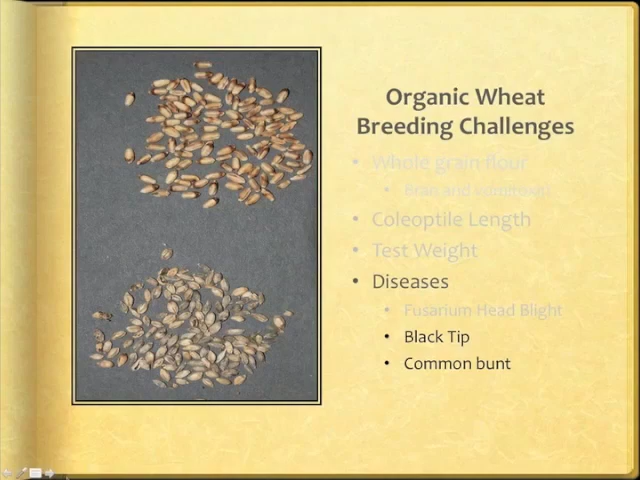 Organic Wheat
Breeding Challenges
• Whole grain flour
• Bran and vomitoxin
• Coleoptile Length
• Test Weight
• Diseases
• Fusarium Head Blight
• Black Tip
• Common bunt